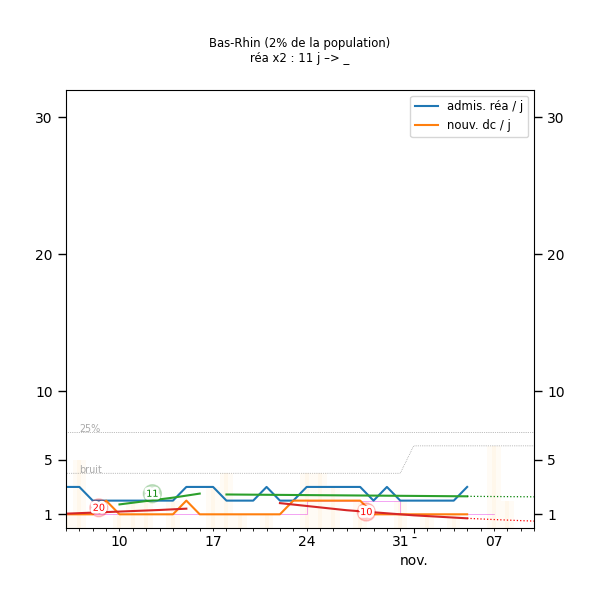 Bas-Rhin (2% de la population)
réa x2 : 11 j –> _
admis. réa / j
nouv. dc / j
30 30
20 20
10 10
25%
5 5
bruit
11
20
-10
1 1
10 17 24 31 - 07
nov.